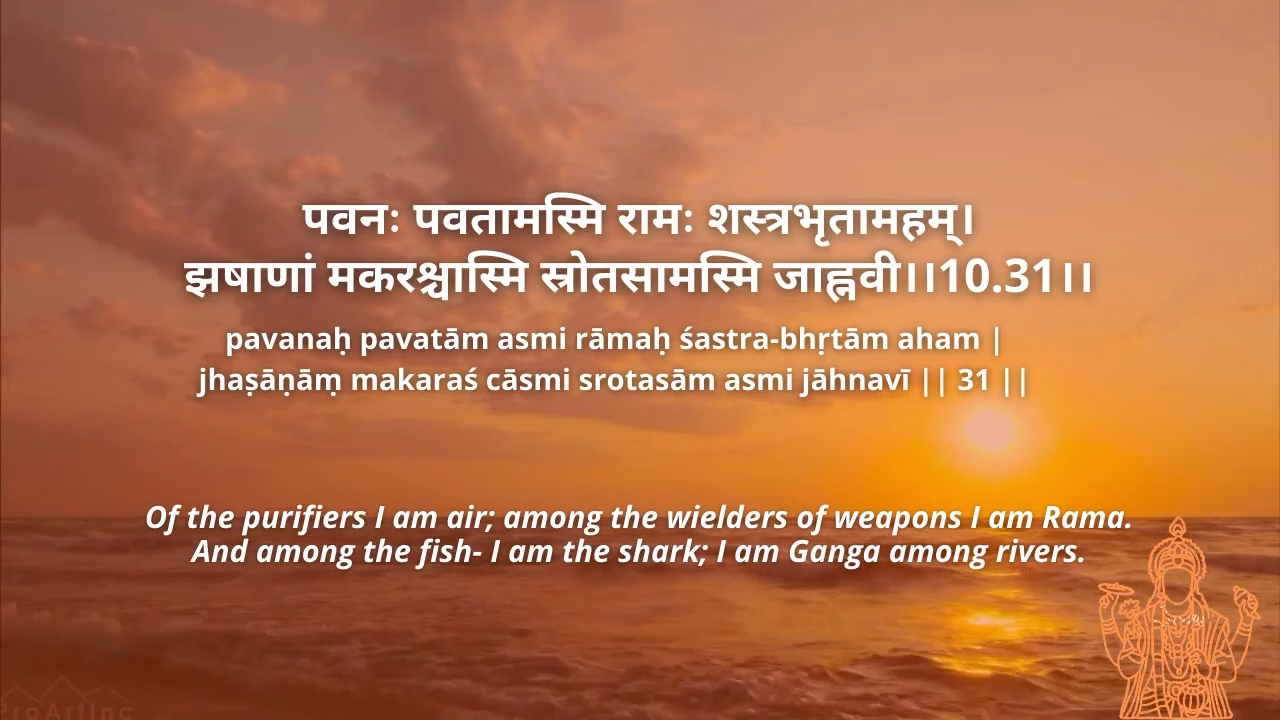 पवनः पवतामस्मि रामः शस्त्रभृतामहम्।
झषाणां मकरश्चास्मि स्रोतसामस्मि जाह्नवी।।10.31।।
pavanaḥ pavatām asmi rāmaḥ śastra-bhṛtām aham |
jhaṣāṇāṃ makaraś cāsmi srotasām asmi jāhnavī || 31 ||
Of the purifiers I am air; among the wielders of weapons I am Rama.
And among the fish- I am the shark; I am Ganga among rivers.
ProArtInc